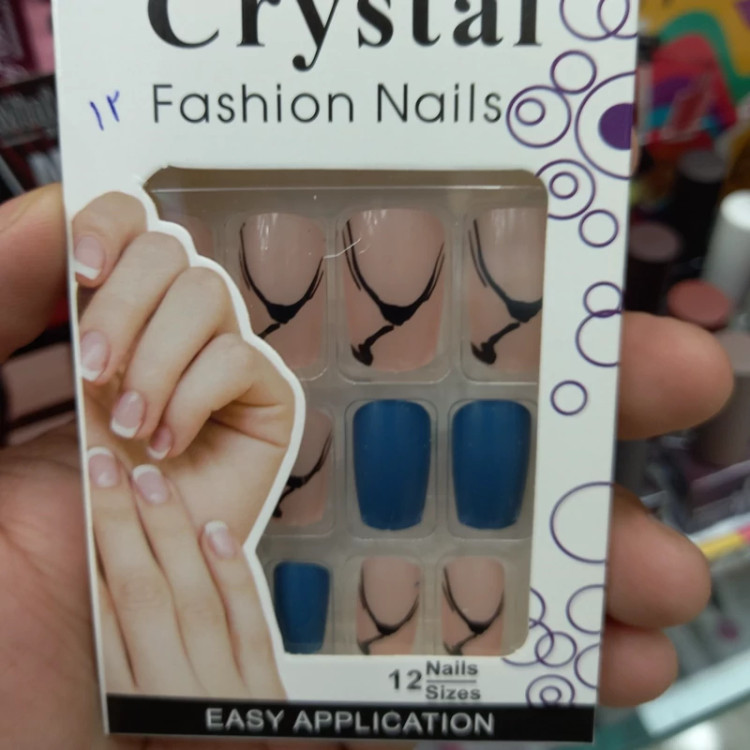 Crystal
١٢ Fashion Nails
12 Nails
Sizes
EASY APPLICATION